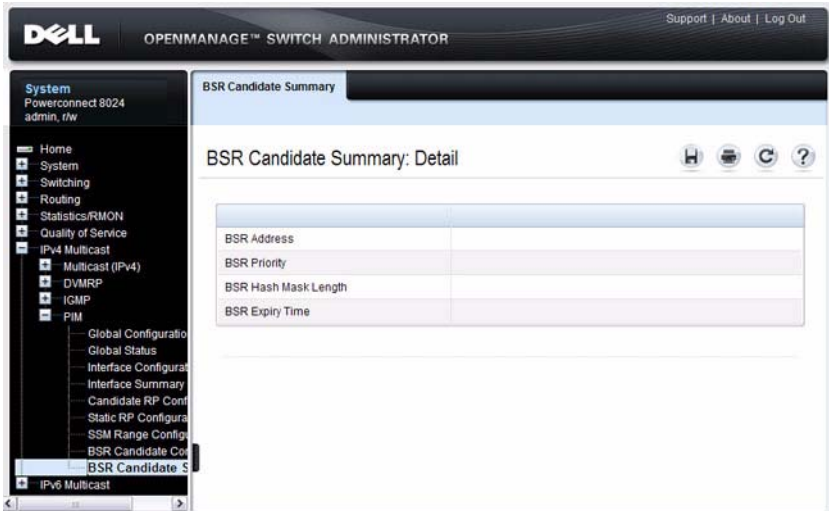 Support | About | Log Out
DELL OPENMANAGE™ SWITCH ADMINISTRATOR
System
Powerconnect 8024
admin, r/w
Home
System
Switching
Routing
Statistics/RMON
Quality of Service
IPv4 Multicast
Multicast (IPv4)
DVMRP
IGMP
PIM
Global Configuratio
Global Status
Interface Configurat
Interface Summary
Candidate RP Conf
Static RP Configura
SSM Range Config
BSR Candidate Co
BSR Candidate S
IPv6 Multicast
BSR Candidate Summary
BSR Candidate Summary: Detail
?
BSR Address
BSR Priority
BSR Hash Mask Length
BSR Expiry Time